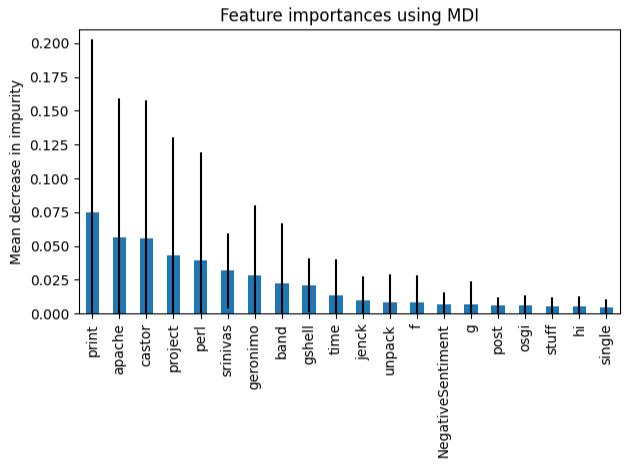 Feature importances using MDI
Mean decrease in impurity
0.200
0.175
0.150
0.125
0.100
0.075
0.050
0.025
0.000
print
apache
castor
project
perl
srinivas
geronimo
band
gshell
time
jenck
unpack
f
NegativeSentiment
g
post
osgi
stuff
hi
single